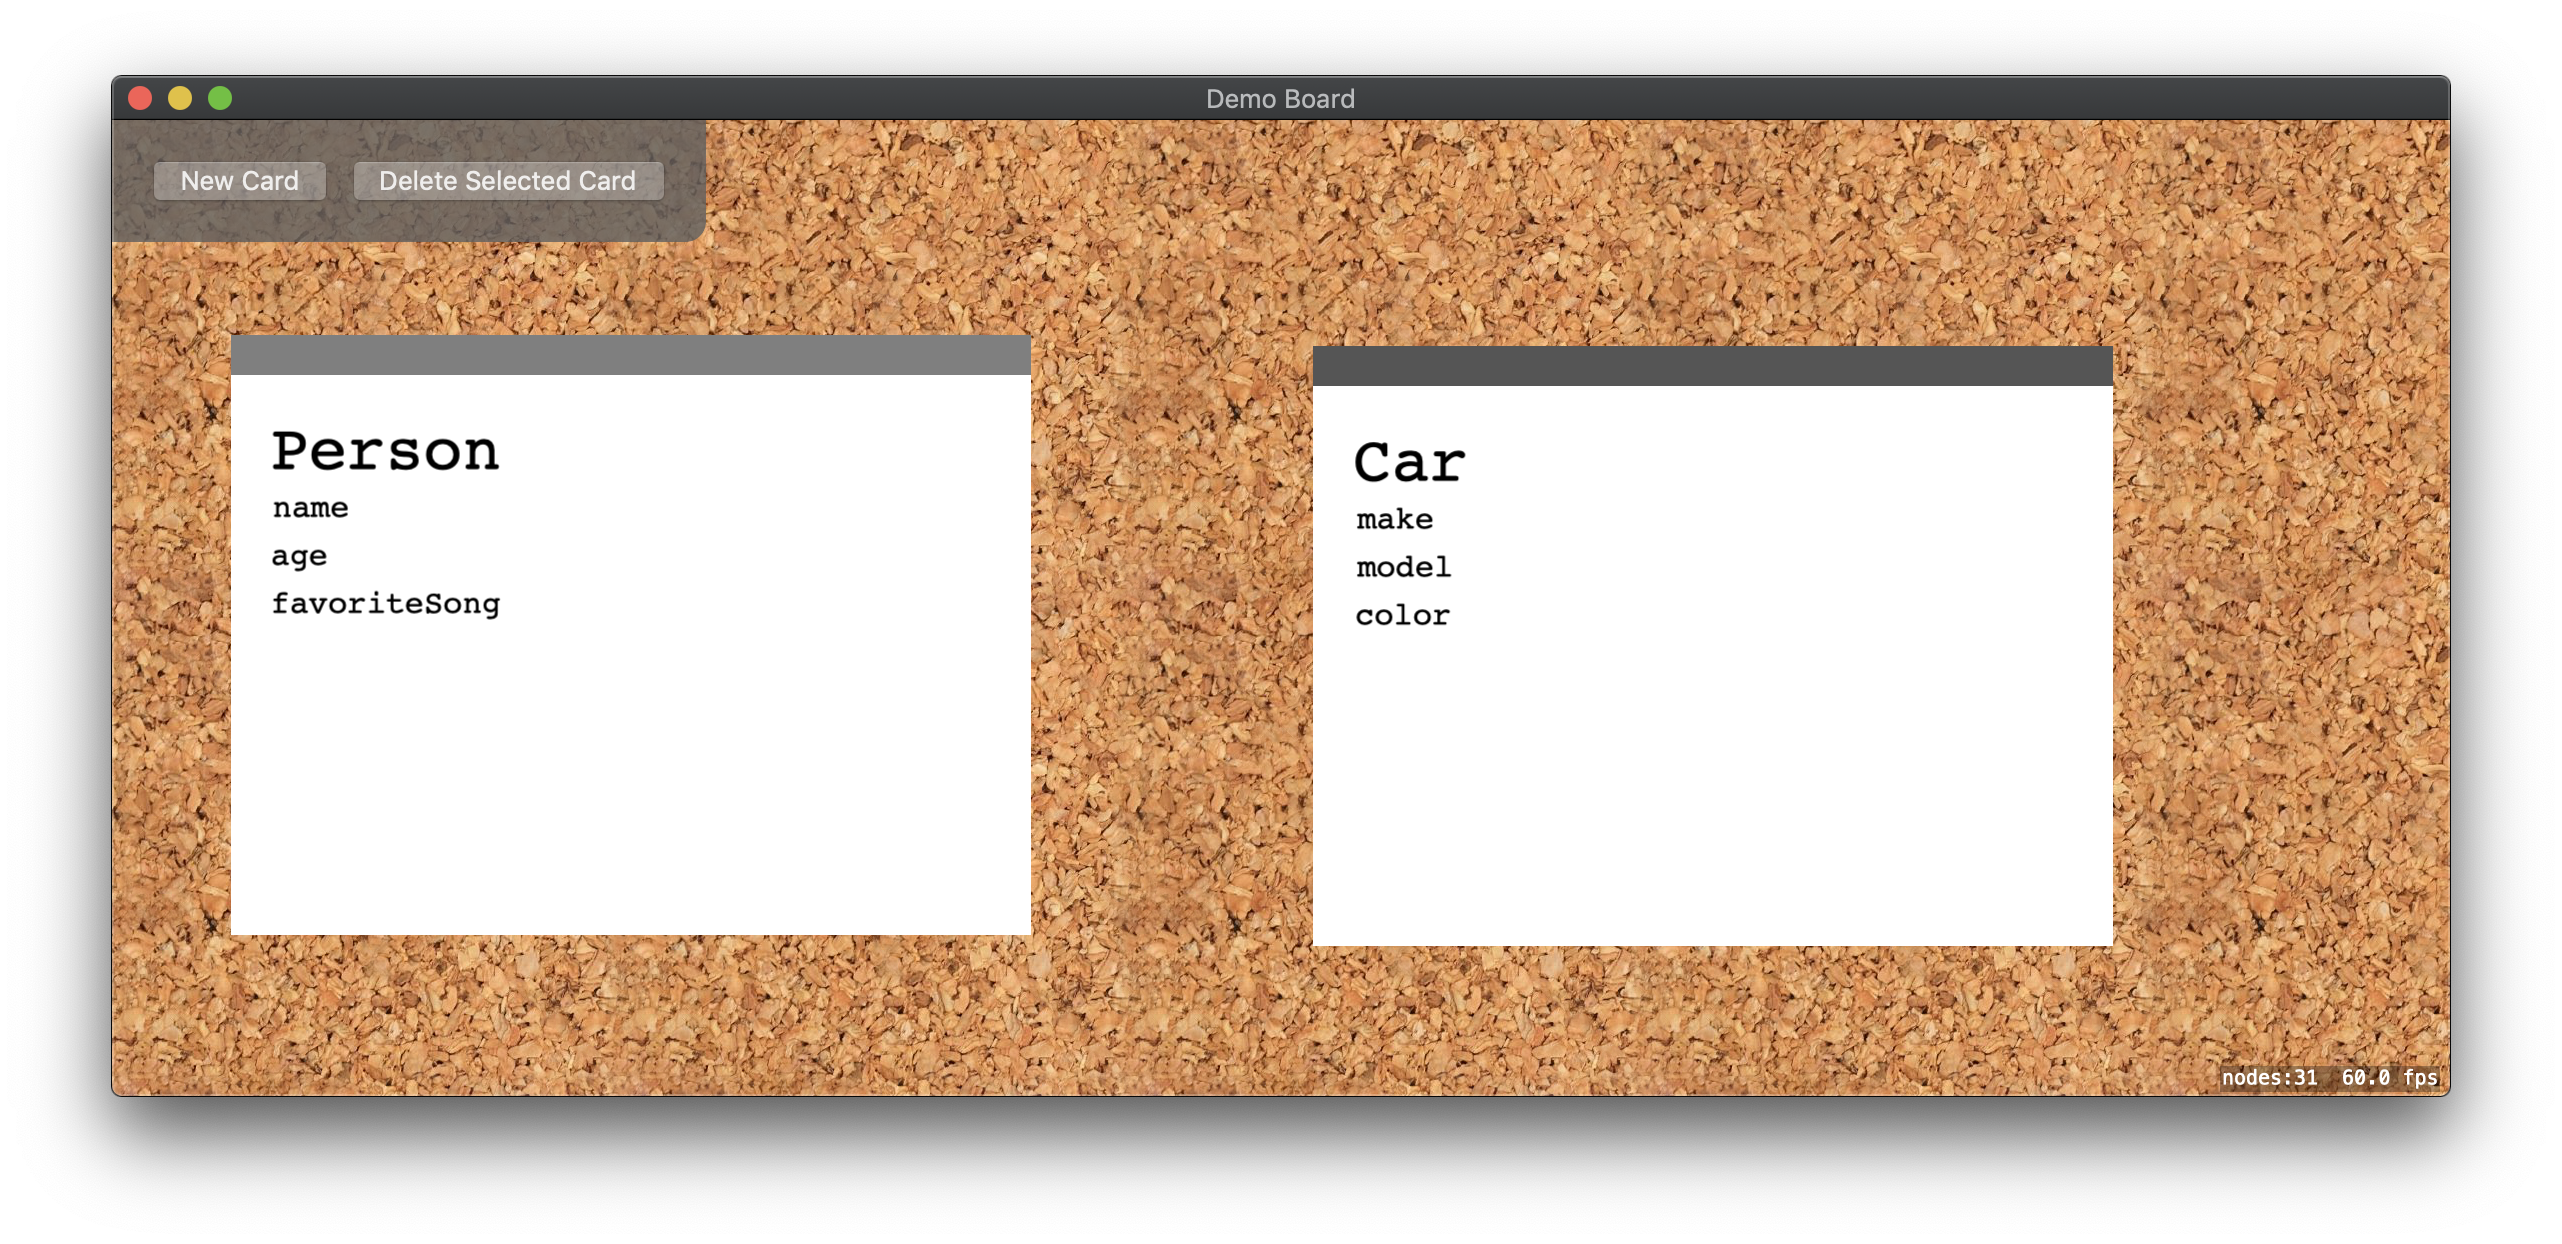 Demo Board
New Card
Delete Selected Card
Person
name
age
favoriteSong
Car
make
model
color
nodes:31 60.0 fps